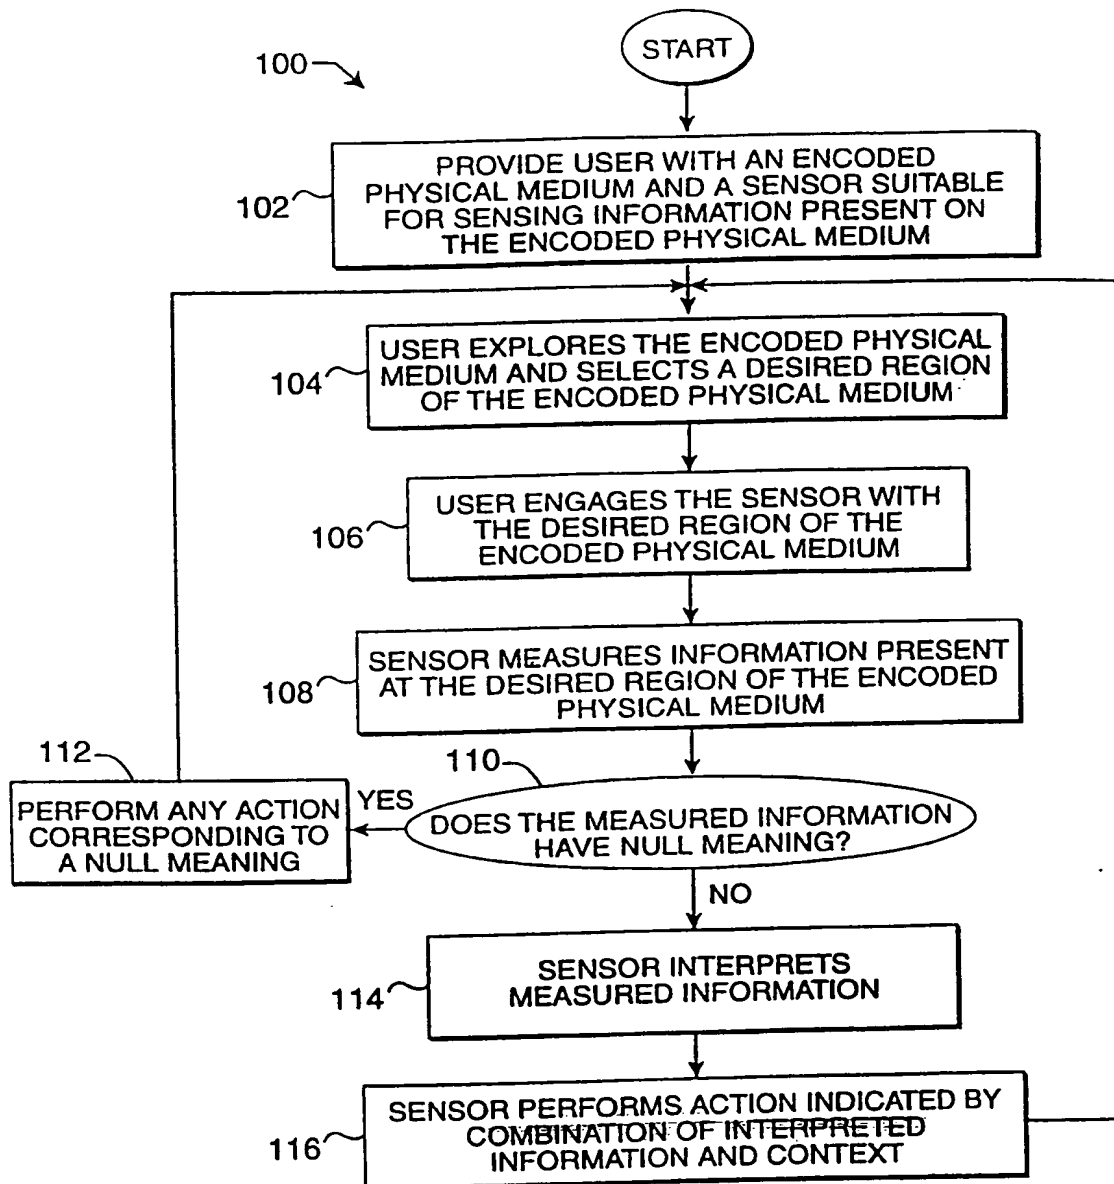 START
100
PROVIDE USER WITH AN ENCODED
PHYSICAL MEDIUM AND A SENSOR SUITABLE
FOR SENSING INFORMATION PRESENT ON
THE ENCODED PHYSICAL MEDIUM
102
USER EXPLORES THE ENCODED PHYSICAL
MEDIUM AND SELECTS A DESIRED REGION
OF THE ENCODED PHYSICAL MEDIUM
104
USER ENGAGES THE SENSOR WITH
THE DESIRED REGION OF THE
ENCODED PHYSICAL MEDIUM
106
SENSOR MEASURES INFORMATION PRESENT
AT THE DESIRED REGION OF THE ENCODED
PHYSICAL MEDIUM
108
110
DOES THE MEASURED INFORMATION
HAVE NULL MEANING?
YES
112
PERFORM ANY ACTION
CORRESPONDING TO
A NULL MEANING
NO
SENSOR INTERPRETS
MEASURED INFORMATION
114
SENSOR PERFORMS ACTION INDICATED BY
COMBINATION OF INTERPRETED
INFORMATION AND CONTEXT
116